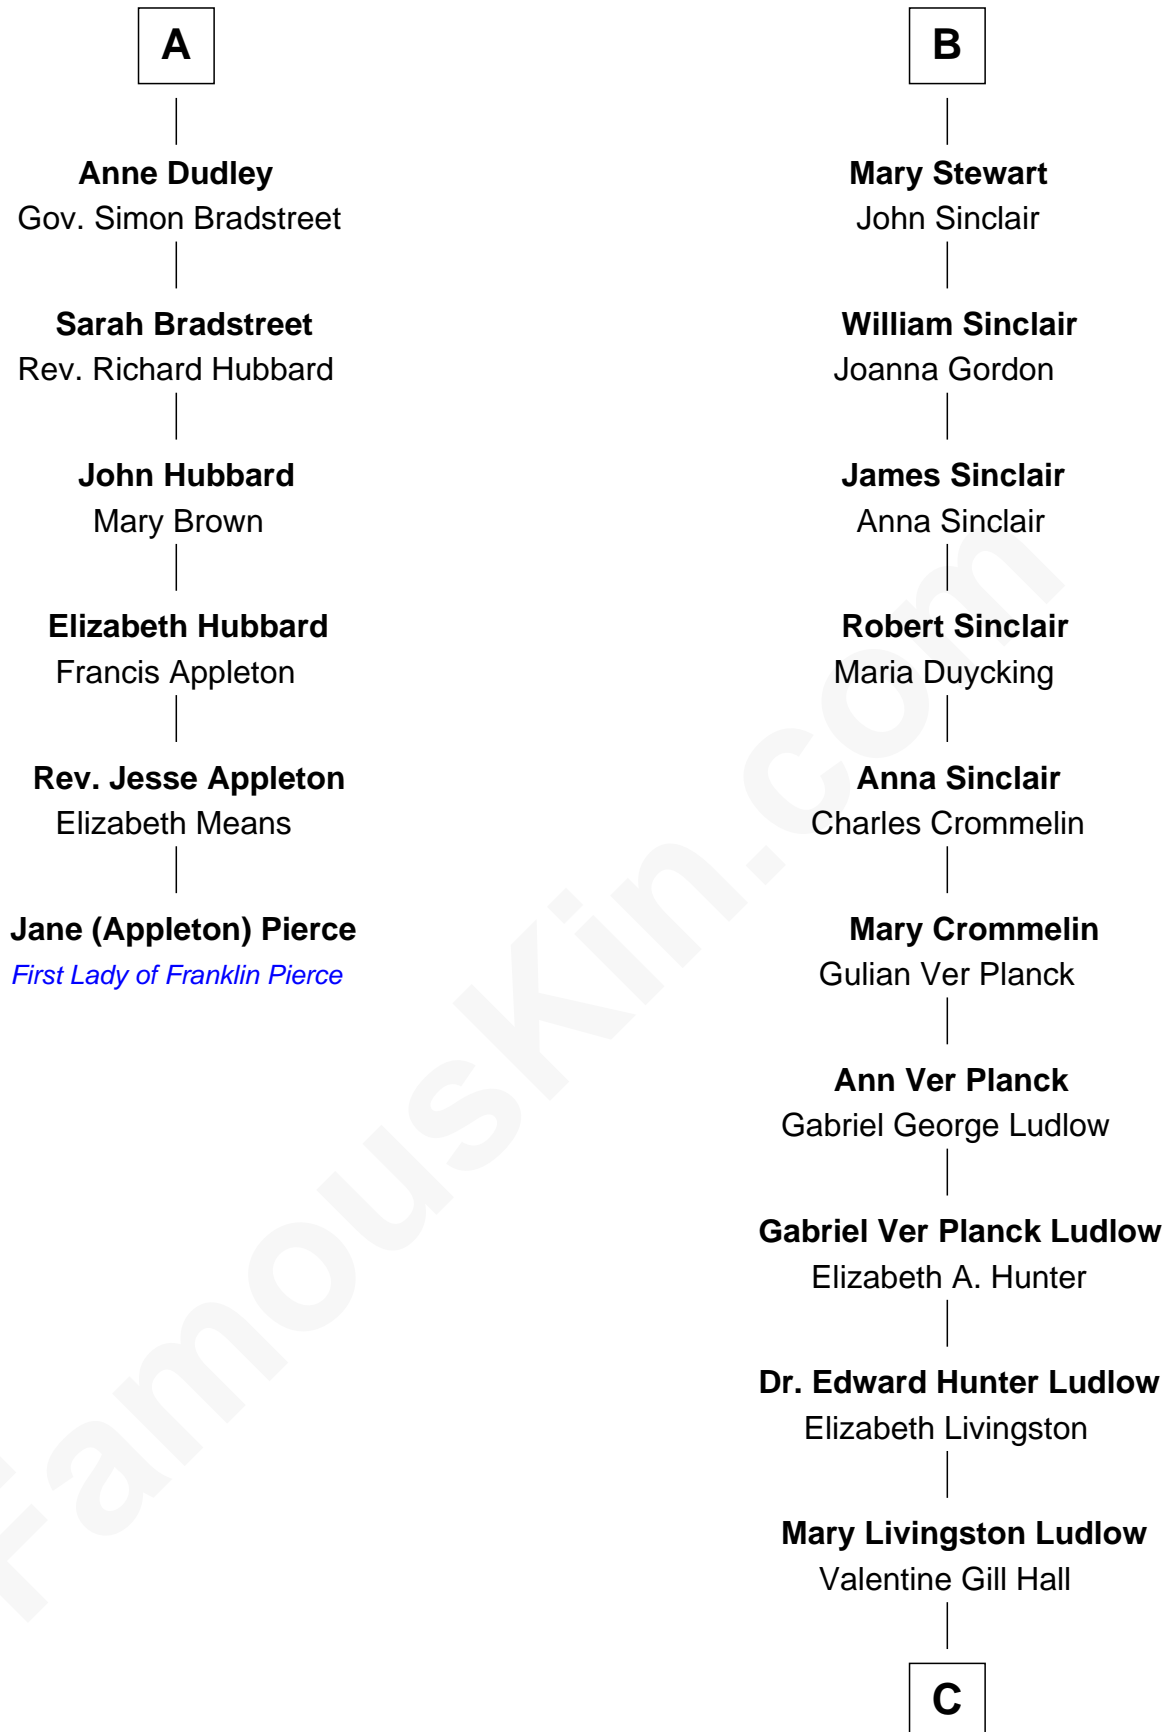 A
Anne Dudley
Gov. Simon Bradstreet
Sarah Bradstreet
Rev. Richard Hubbard
John Hubbard
Mary Brown
Elizabeth Hubbard
Francis Appleton
Rev. Jesse Appleton
Elizabeth Means
Jane (Appleton) Pierce
First Lady of Franklin Pierce
B
Mary Stewart
John Sinclair
William Sinclair
Joanna Gordon
James Sinclair
Anna Sinclair
Robert Sinclair
Maria Duycking
Anna Sinclair
Charles Crommelin
Mary Crommelin
Gulian Ver Planck
Ann Ver Planck
Gabriel George Ludlow
Gabriel Ver Planck Ludlow
Elizabeth A. Hunter
Dr. Edward Hunter Ludlow
Elizabeth Livingston
Mary Livingston Ludlow
Valentine Gill Hall
C
FamousKin.com